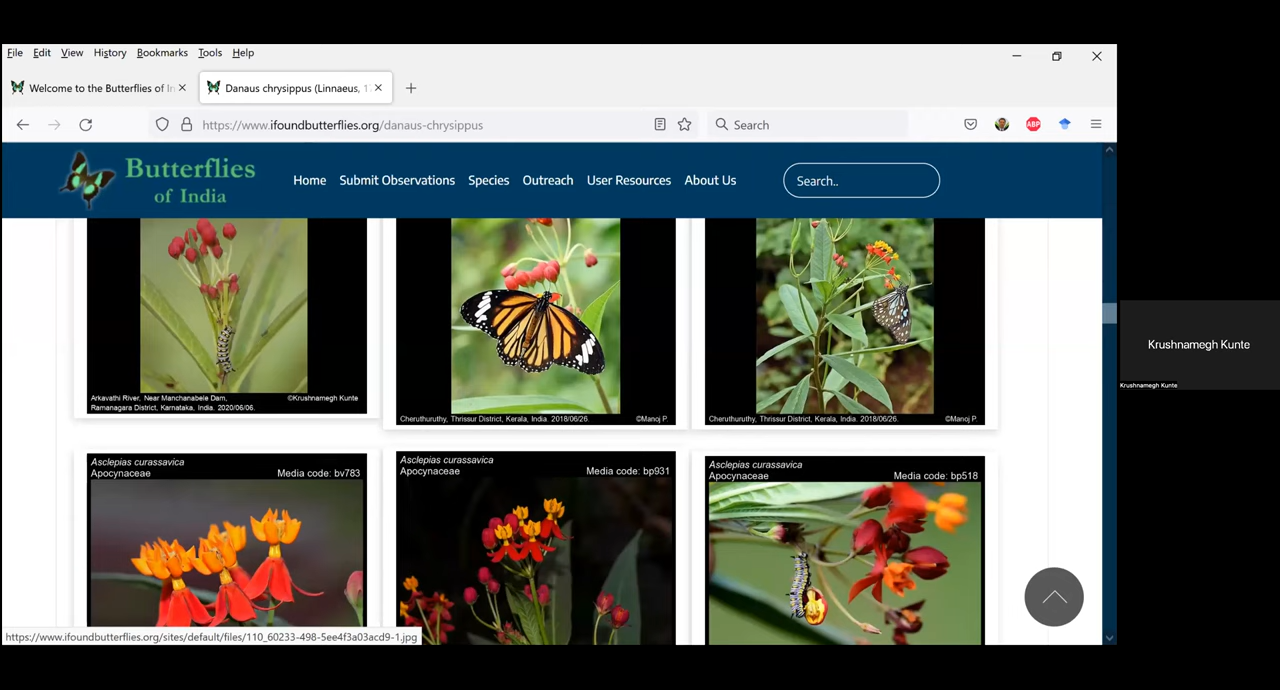 File Edit View History Bookmarks Tools Help
Welcome to the Butterflies of In
Danaus chrysippus (Linnaeus, 1
https://www.ifoundbutterflies.org/danaus-chrysippus
Search
ABP
Butterflies
of India
Home Submit Observations Species Outreach User Resources About Us
Search..
Arkavathi River, Near Manchanabele Dam,
Ramanagara District, Karnataka, India. 2020/06/06.
©Krushnamegh Kunte
Cheruthuruthy, Thrissur District, Kerala, India. 2018/06/26.
©Manoj P.
Cheruthuruthy, Thrissur District, Kerala, India. 2018/06/26.
©Manoj P.
Krushnamegh Kunte
Krushnamegh Kunte
Asclepias curassavica
Apocynaceae
Media code: bv783
Asclepias curassavica
Apocynaceae
Media code: bp931
Asclepias curassavica
Apocynaceae
Media code: bp518
https://www.ifoundbutterflies.org/sites/default/files/110_60233-498-5ee4f3a03acd9-1.jpg